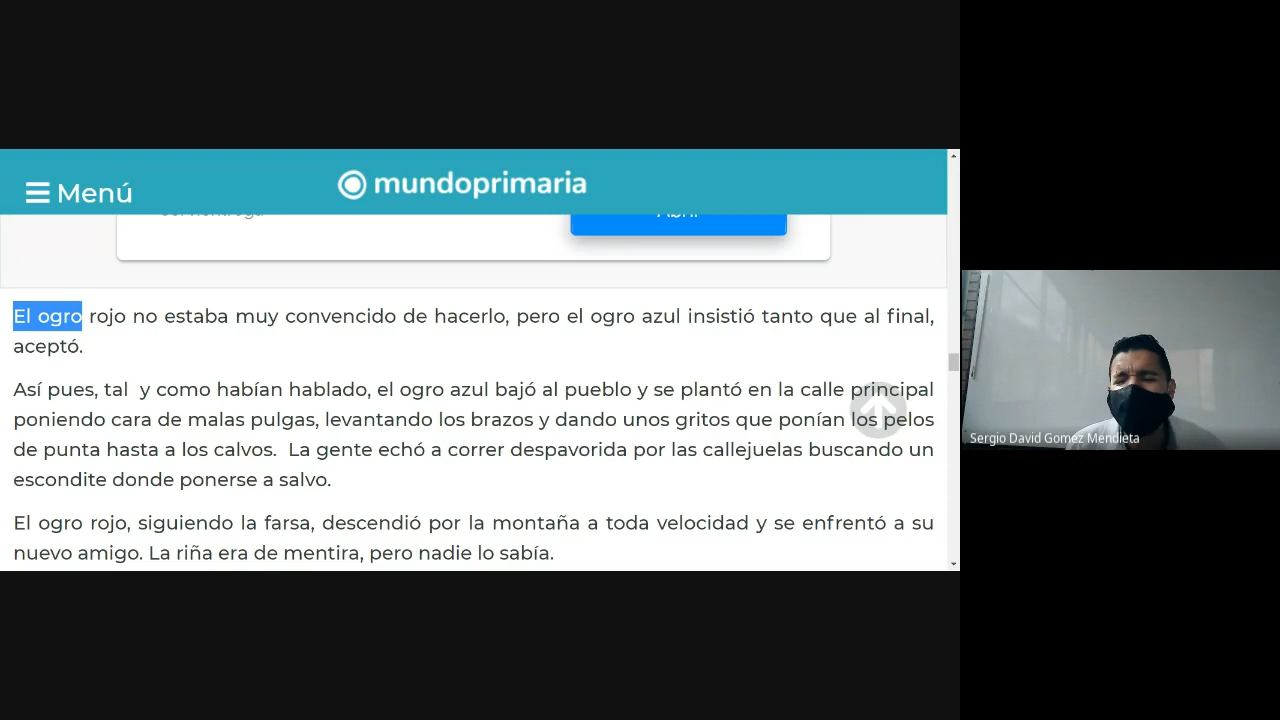 Menú
mundoprimaria
El ogro rojo no estaba muy convencido de hacerlo, pero el ogro azul insistió tanto que al final,
aceptó.
Así pues, tal y como habían hablado, el ogro azul bajó al pueblo y se plantó en la calle principal
poniendo cara de malas pulgas, levantando los brazos y dando unos gritos que ponían los pelos
de punta hasta a los calvos. La gente echó a correr despavorida por las callejuelas buscando un
escondite donde ponerse a salvo.
El ogro rojo, siguiendo la farsa, descendió por la montaña a toda velocidad y se enfrentó a su
nuevo amigo. La riña era de mentira, pero nadie lo sabía.
Sergio David Gomez Mendieta